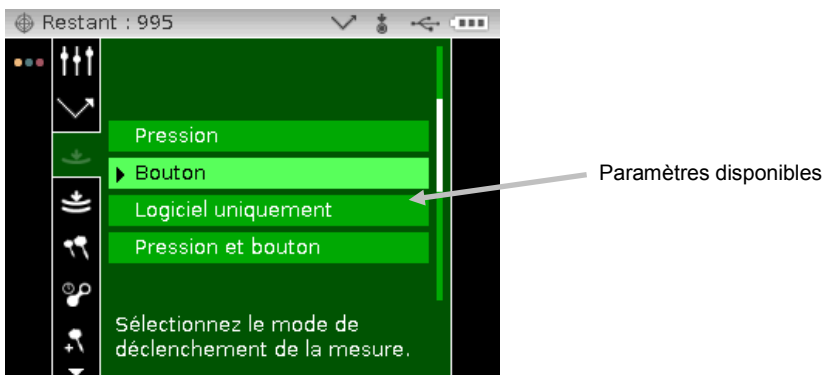 Restant : 995
Pression
Bouton
Logiciel uniquement
Pression et bouton
Sélectionnez le mode de
déclenchement de la mesure.
Paramètres disponibles